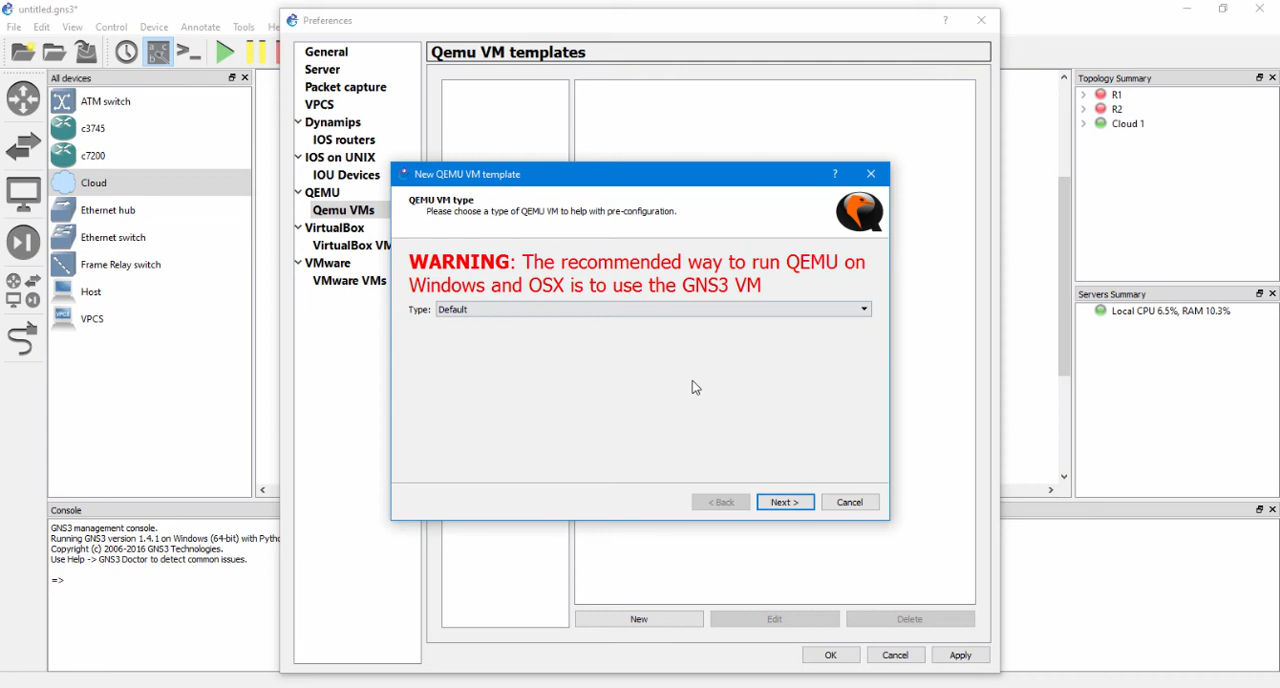 untitled.gns3*
File Edit View Control Device Annotate Tools He
All devices
ATM switch
c3745
c7200
Cloud
Ethernet hub
Ethernet switch
Frame Relay switch
Host
VPCS
Console
GNS3 management console.
Running GNS3 version 1.4.1 on Windows (64-bit) with Pytho
Copyright (c) 2006-2016 GNS3 Technologies.
Use Help -> GNS3 Doctor to detect common issues.
=>
Preferences
General
Server
Packet capture
VPCS
Dynamips
IOS routers
IOS on UNIX
IOU Devices
QEMU
Qemu VMs
VirtualBox
VirtualBox VM
VMware
VMware VMs
Qemu VM templates
New QEMU VM template
QEMU VM type
Please choose a type of QEMU VM to help with pre-configuration.
WARNING: The recommended way to run QEMU on
Windows and OSX is to use the GNS3 VM
Type: Default
< Back Next > Cancel
New Edit Delete
OK Cancel Apply
Topology Summary
R1
R2
Cloud 1
Servers Summary
Local CPU 6.5%, RAM 10.3%